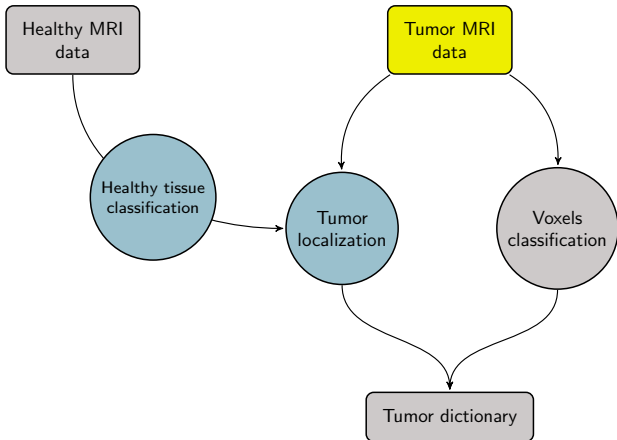 Healthy MRI
data
Tumor MRI
data
Healthy tissue
classification
Tumor
localization
Voxels
classification
Tumor dictionary